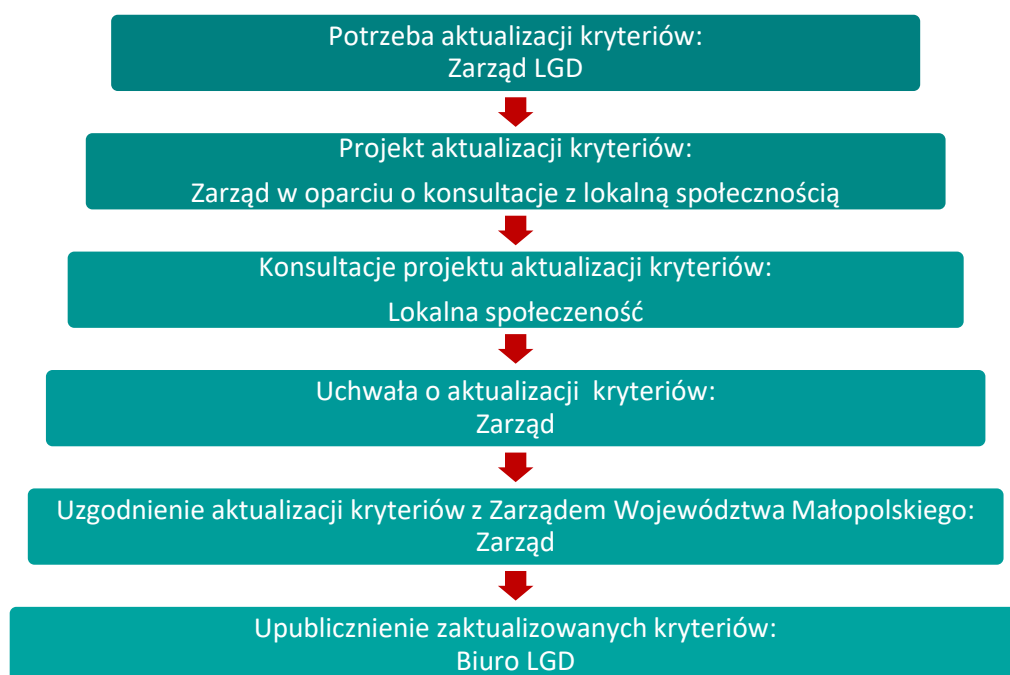 Potrzeba aktualizacji kryteriów:
Zarząd LGD
Projekt aktualizacji kryteriów:
Zarząd w oparciu o konsultacje z lokalną społecznością
Konsultacje projektu aktualizacji kryteriów:
Lokalna społeczeność
Uchwała o aktualizacji kryteriów:
Zarząd
Uzgodnienie aktualizacji kryteriów z Zarządem Województwa Małopolskiego:
Zarząd
Upublicznienie zaktualizowanych kryteriów:
Biuro LGD